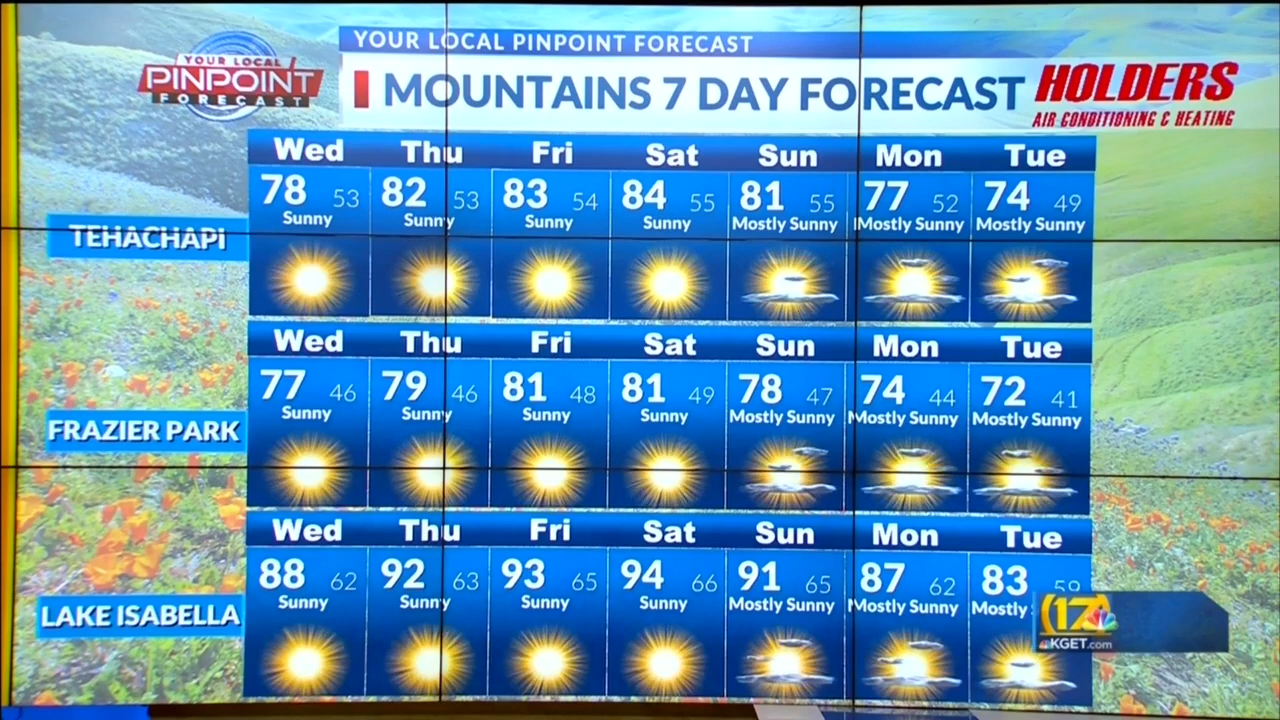 YOUR LOCAL PINPOINT FORECAST
YOUR LOCAL
PINPOINT
FORECAST
MOUNTAINS 7 DAY FORECAST
HOLDERS
AIR CONDITIONING & HEATING
Wed Thu Fri Sat Sun Mon Tue
78 53 82 53 83 54 84 55 81 55 77 52 74 49
Sunny Sunny Sunny Sunny Mostly Sunny Mostly Sunny Mostly Sunny
TEHACHAPI
Wed Thu Fri Sat Sun Mon Tue
77 46 79 46 81 48 81 49 78 47 74 44 72 41
Sunny Sunny Sunny Sunny Mostly Sunny Mostly Sunny Mostly Sunny
FRAZIER PARK
Wed Thu Fri Sat Sun Mon Tue
88 62 92 63 93 65 94 66 91 65 87 62 83 59
Sunny Sunny Sunny Sunny Mostly Sunny Mostly Sunny Mostly
LAKE ISABELLA
17
KGET.com